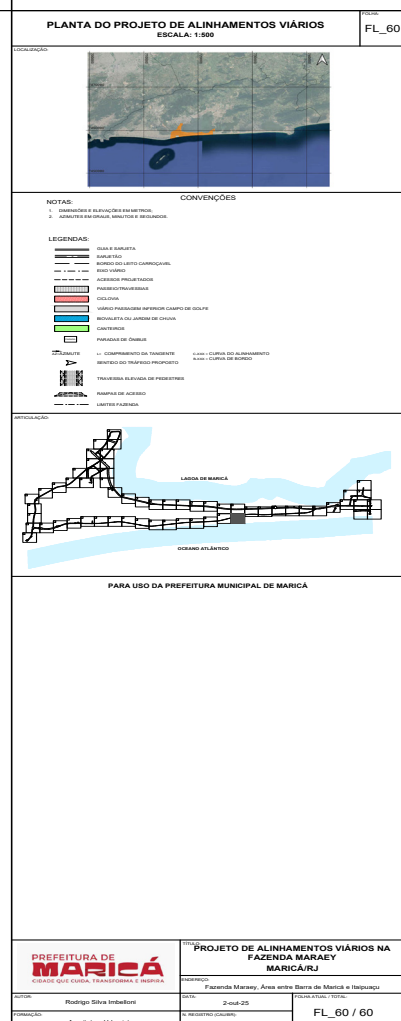 PLANTA DO PROJETO DE ALINHAMENTOS VIÁRIOS
ESCALA: 1:500
FOLHA:
FL_60
LOCALIZAÇÃO:
CONVENÇÕES
NOTAS:
1. DIMENSÕES E ELEVAÇÕES EM METROS;
2. AZIMUTES EM GRAUS, MINUTOS E SEGUNDOS.
LEGENDAS:
GUIA E SARJETA
SARJETÃO
BORDO DO LEITO CARROÇÁVEL
EIXO VIÁRIO
ACESSOS PROJETADOS
PASSEIO/TRAVESSIAS
CICLOVIA
VIÁRIO PASSAGEM INFERIOR CAMPO DE GOLFE
BIOVALETA OU JARDIM DE CHUVA
CANTEIROS
PARADAS DE ÔNIBUS
AZIMUTE
COMPRIMENTO DA TANGENTE
= CURVA DO ALINHAMENTO
= CURVA DE BORDO
SENTIDO DO TRÁFEGO PROPOSTO
TRAVESSIA ELEVADA DE PEDESTRES
RAMPAS DE ACESSO
LIMITES FAZENDA
ARTICULAÇÃO:
LAGOA DE MARICÁ
OCEANO ATLÂNTICO
PARA USO DA PREFEITURA MUNICIPAL DE MARICÁ
PREFEITURA DE
MARICÁ
CIDADE QUE CUIDA, TRANSFORMA E INSPIRA
TÍTULO:
PROJETO DE ALINHAMENTOS VIÁRIOS NA
FAZENDA MARAEY
MARICÁ/RJ
ENDEREÇO:
Fazenda Maraey, Área entre Barra de Maricá e Itaipuaçu
AUTOR:
Rodrigo Silva Imbelloni
DATA:
2-out-25
FOLHA ATUAL / TOTAL:
FL_60 / 60
FORMAÇÃO:
N. REGISTRO (CAU/BR):